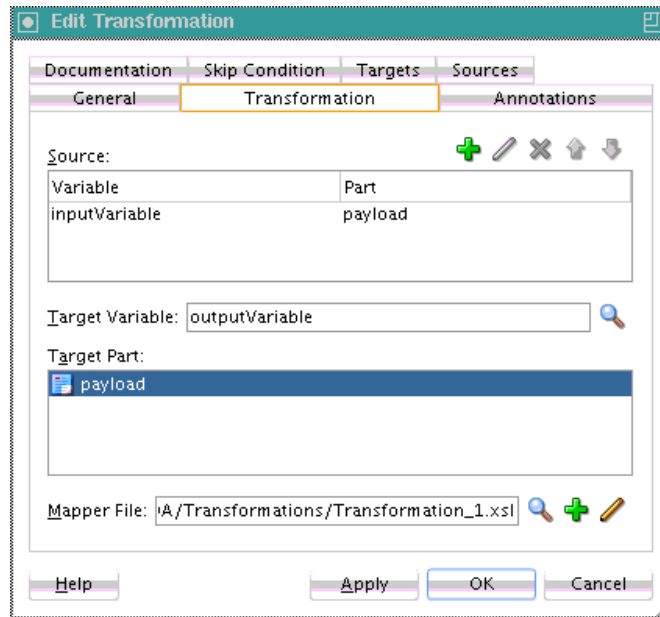 Edit Transformation
Documentation Skip Condition Targets Sources
General Transformation Annotations
Source:
Variable Part
inputVariable payload
Target Variable: outputVariable
Target Part:
payload
Mapper File: A/Transformations/Transformation_1.xsl
Help Apply OK Cancel